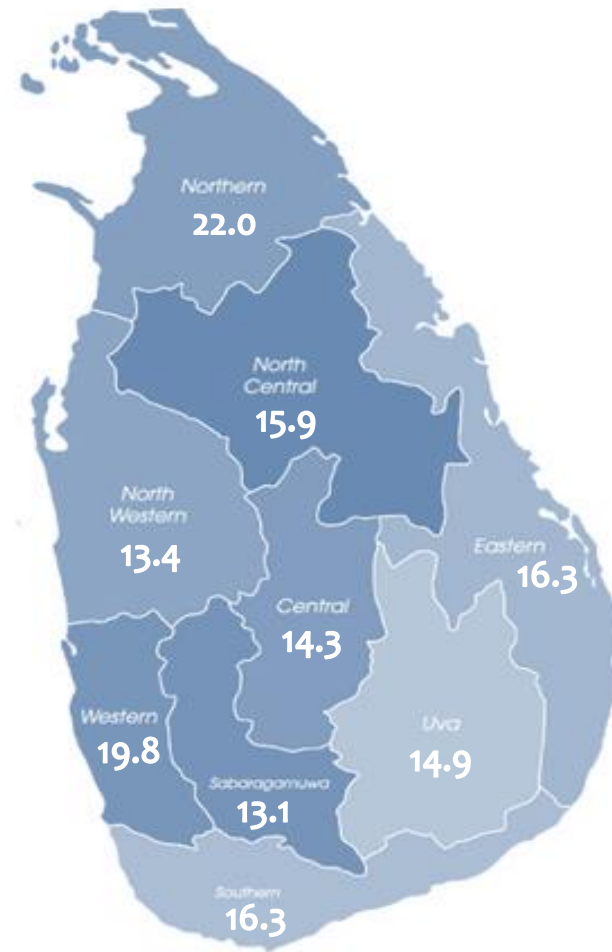 Northern
22.0
North
Central
15.9
North
Western
13.4
Eastern
16.3
Central
14.3
Western
19.8
Uva
14.9
Sabaragamuwa
13.1
Southern
16.3